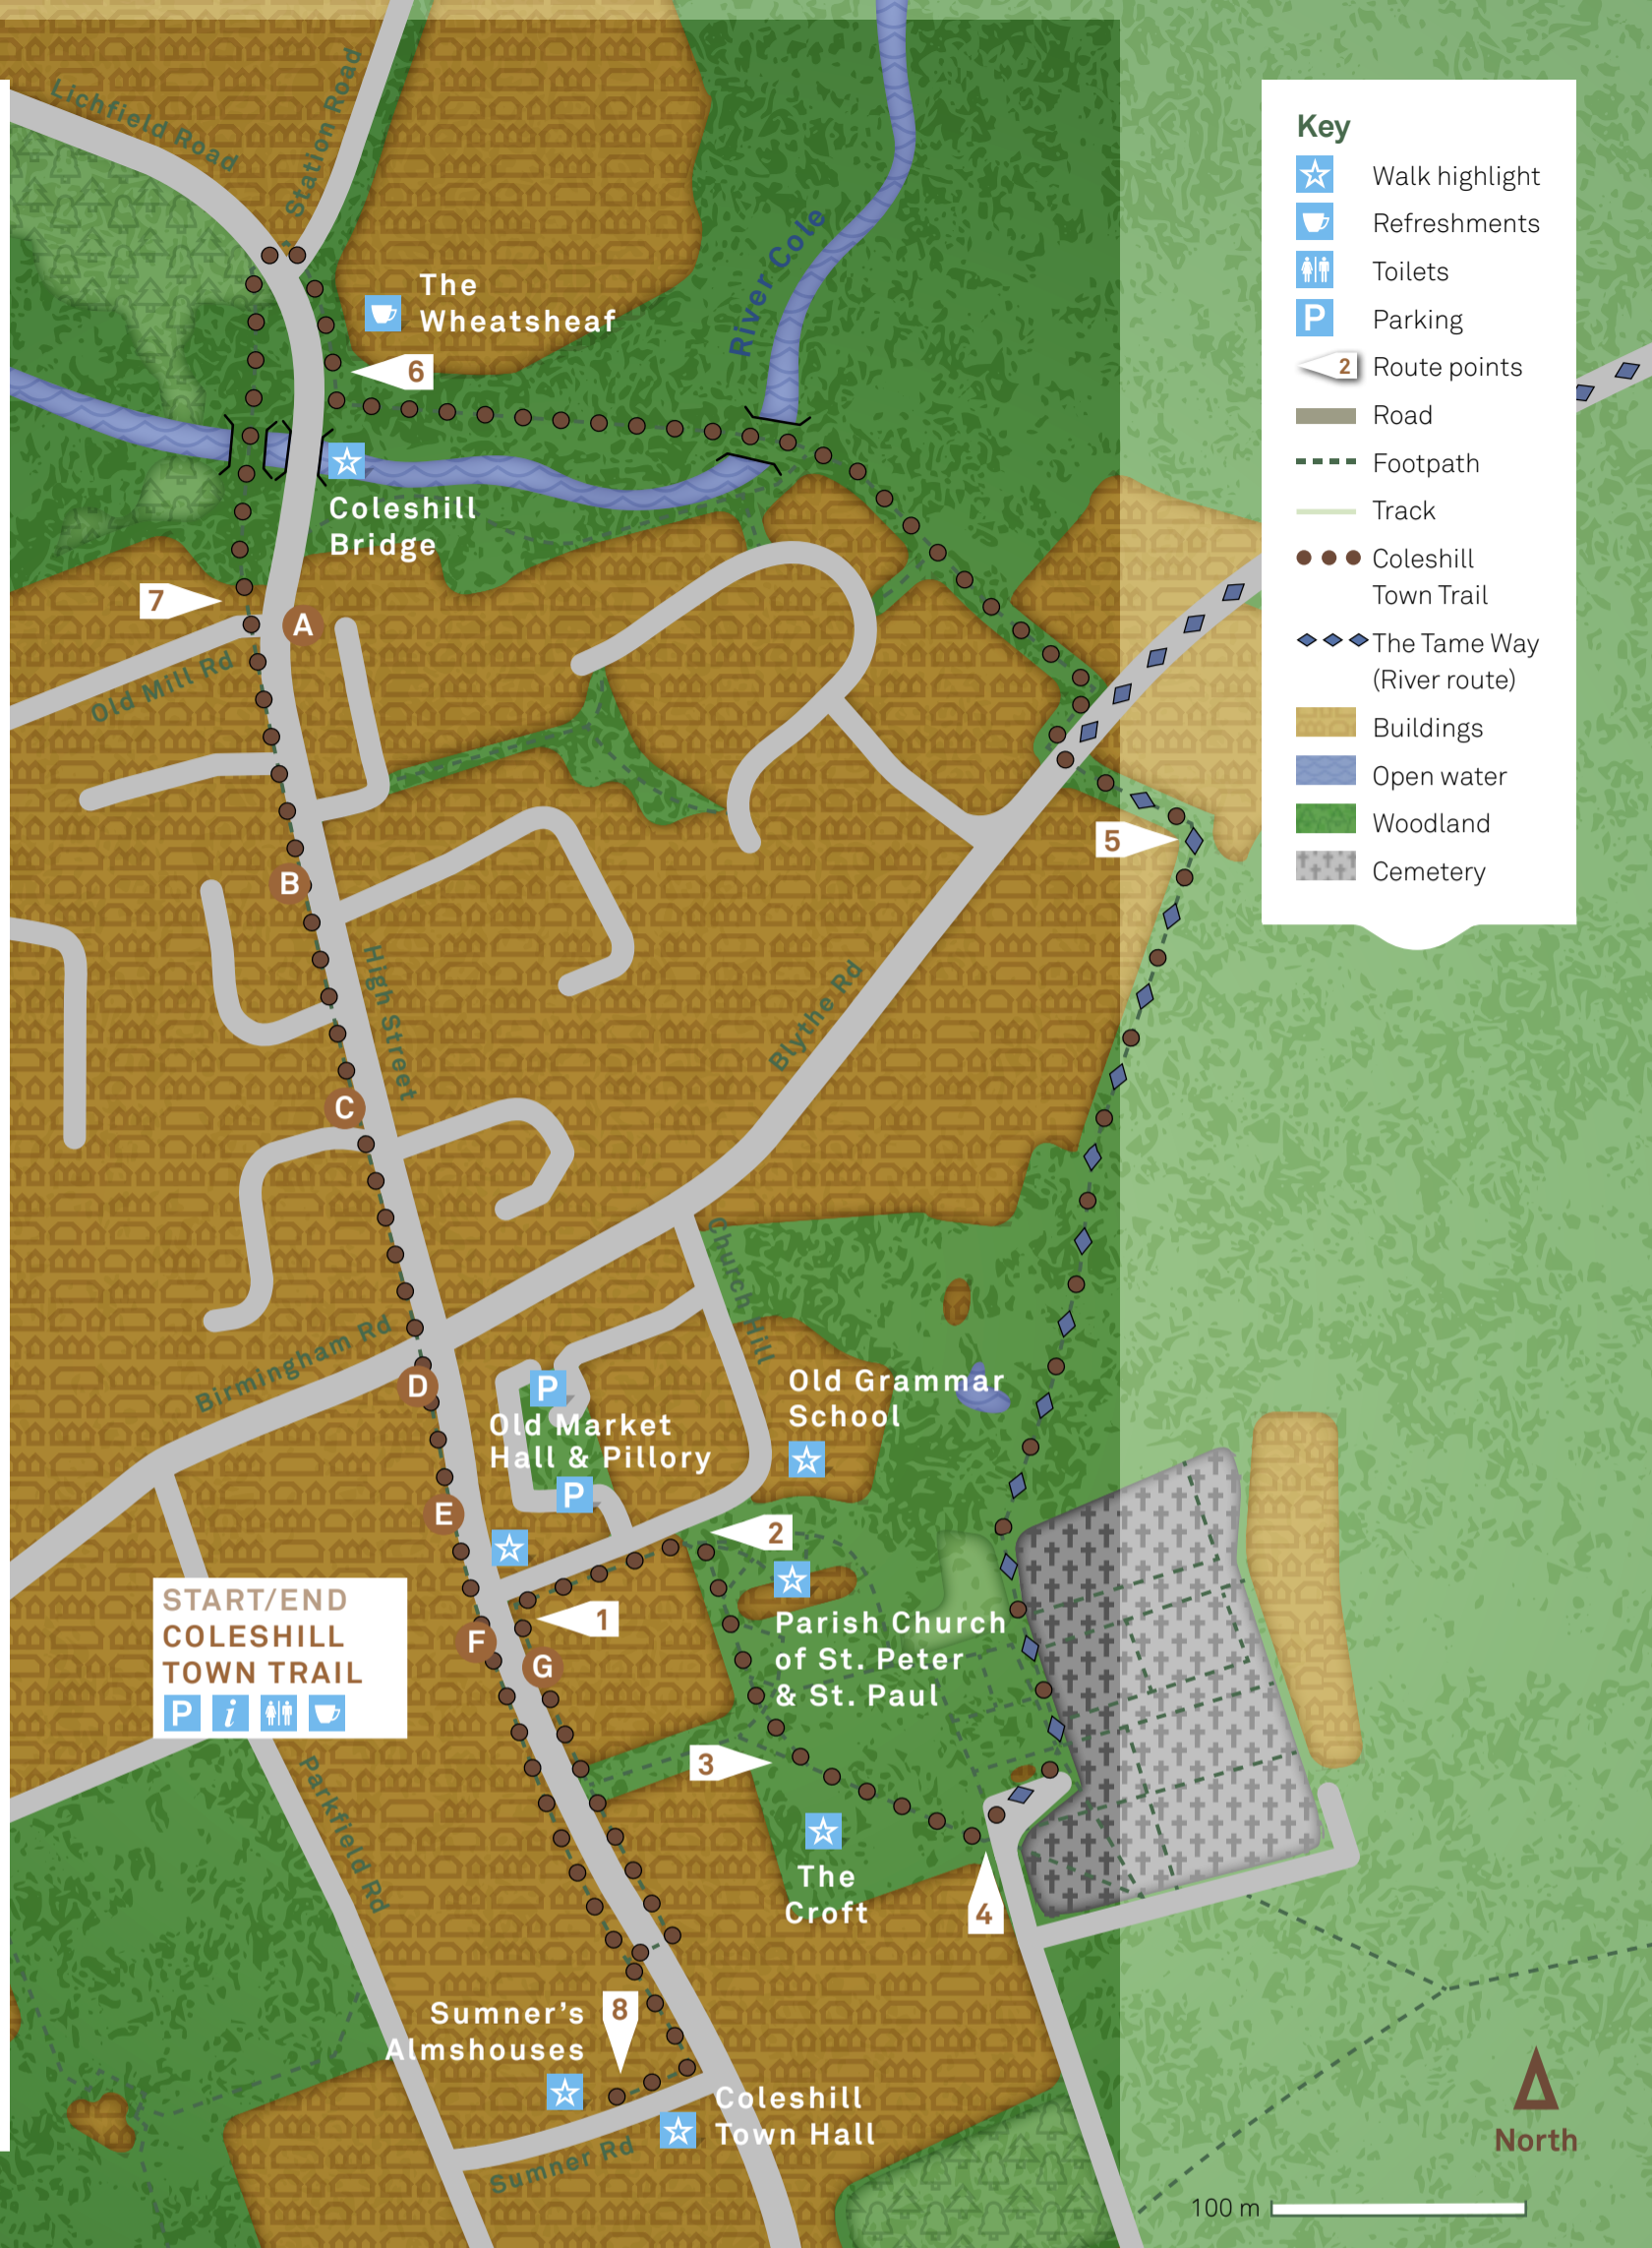 Lichfield Road
Station Road
River Cole
The
Wheatsheaf
6
Coleshill
Bridge
7
A
Old Mill Rd
B
High Street
5
Blythe Rd
C
Church Hill
Birmingham Rd
D
P
Old Market
Hall & Pillory
P
Old Grammar
School
E
2
1
F
G
Parish Church
of St. Peter
& St. Paul
START/END
COLESHILL
TOWN TRAIL
P i
Parkfield Rd
3
The
Croft
4
Sumner's
Almshouses
8
Coleshill
Town Hall
Sumner Rd
Key
Walk highlight
Refreshments
Toilets
P Parking
2 Route points
Road
Footpath
Track
Coleshill
Town Trail
The Tame Way
(River route)
Buildings
Open water
Woodland
Cemetery
North
100 m